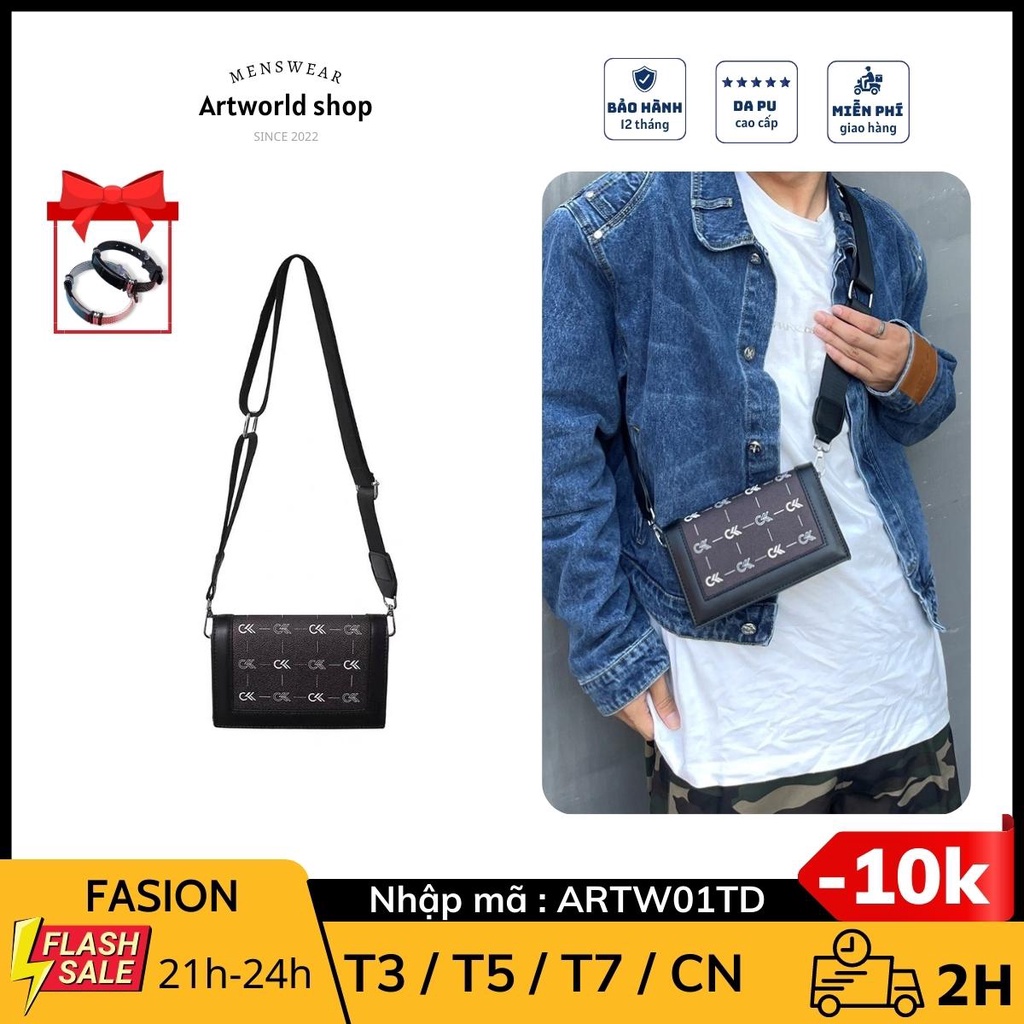 MENSWEAR
Artworld shop
SINCE 2022
BẢO HÀNH
12 tháng
DA PU
cao cấp
MIỄN PHÍ
giao hàng
FASION
Nhập mã : ARTW01TD
-10k
FLASH
SALE
21h-24h
T3 / T5 / T7 / CN
2H